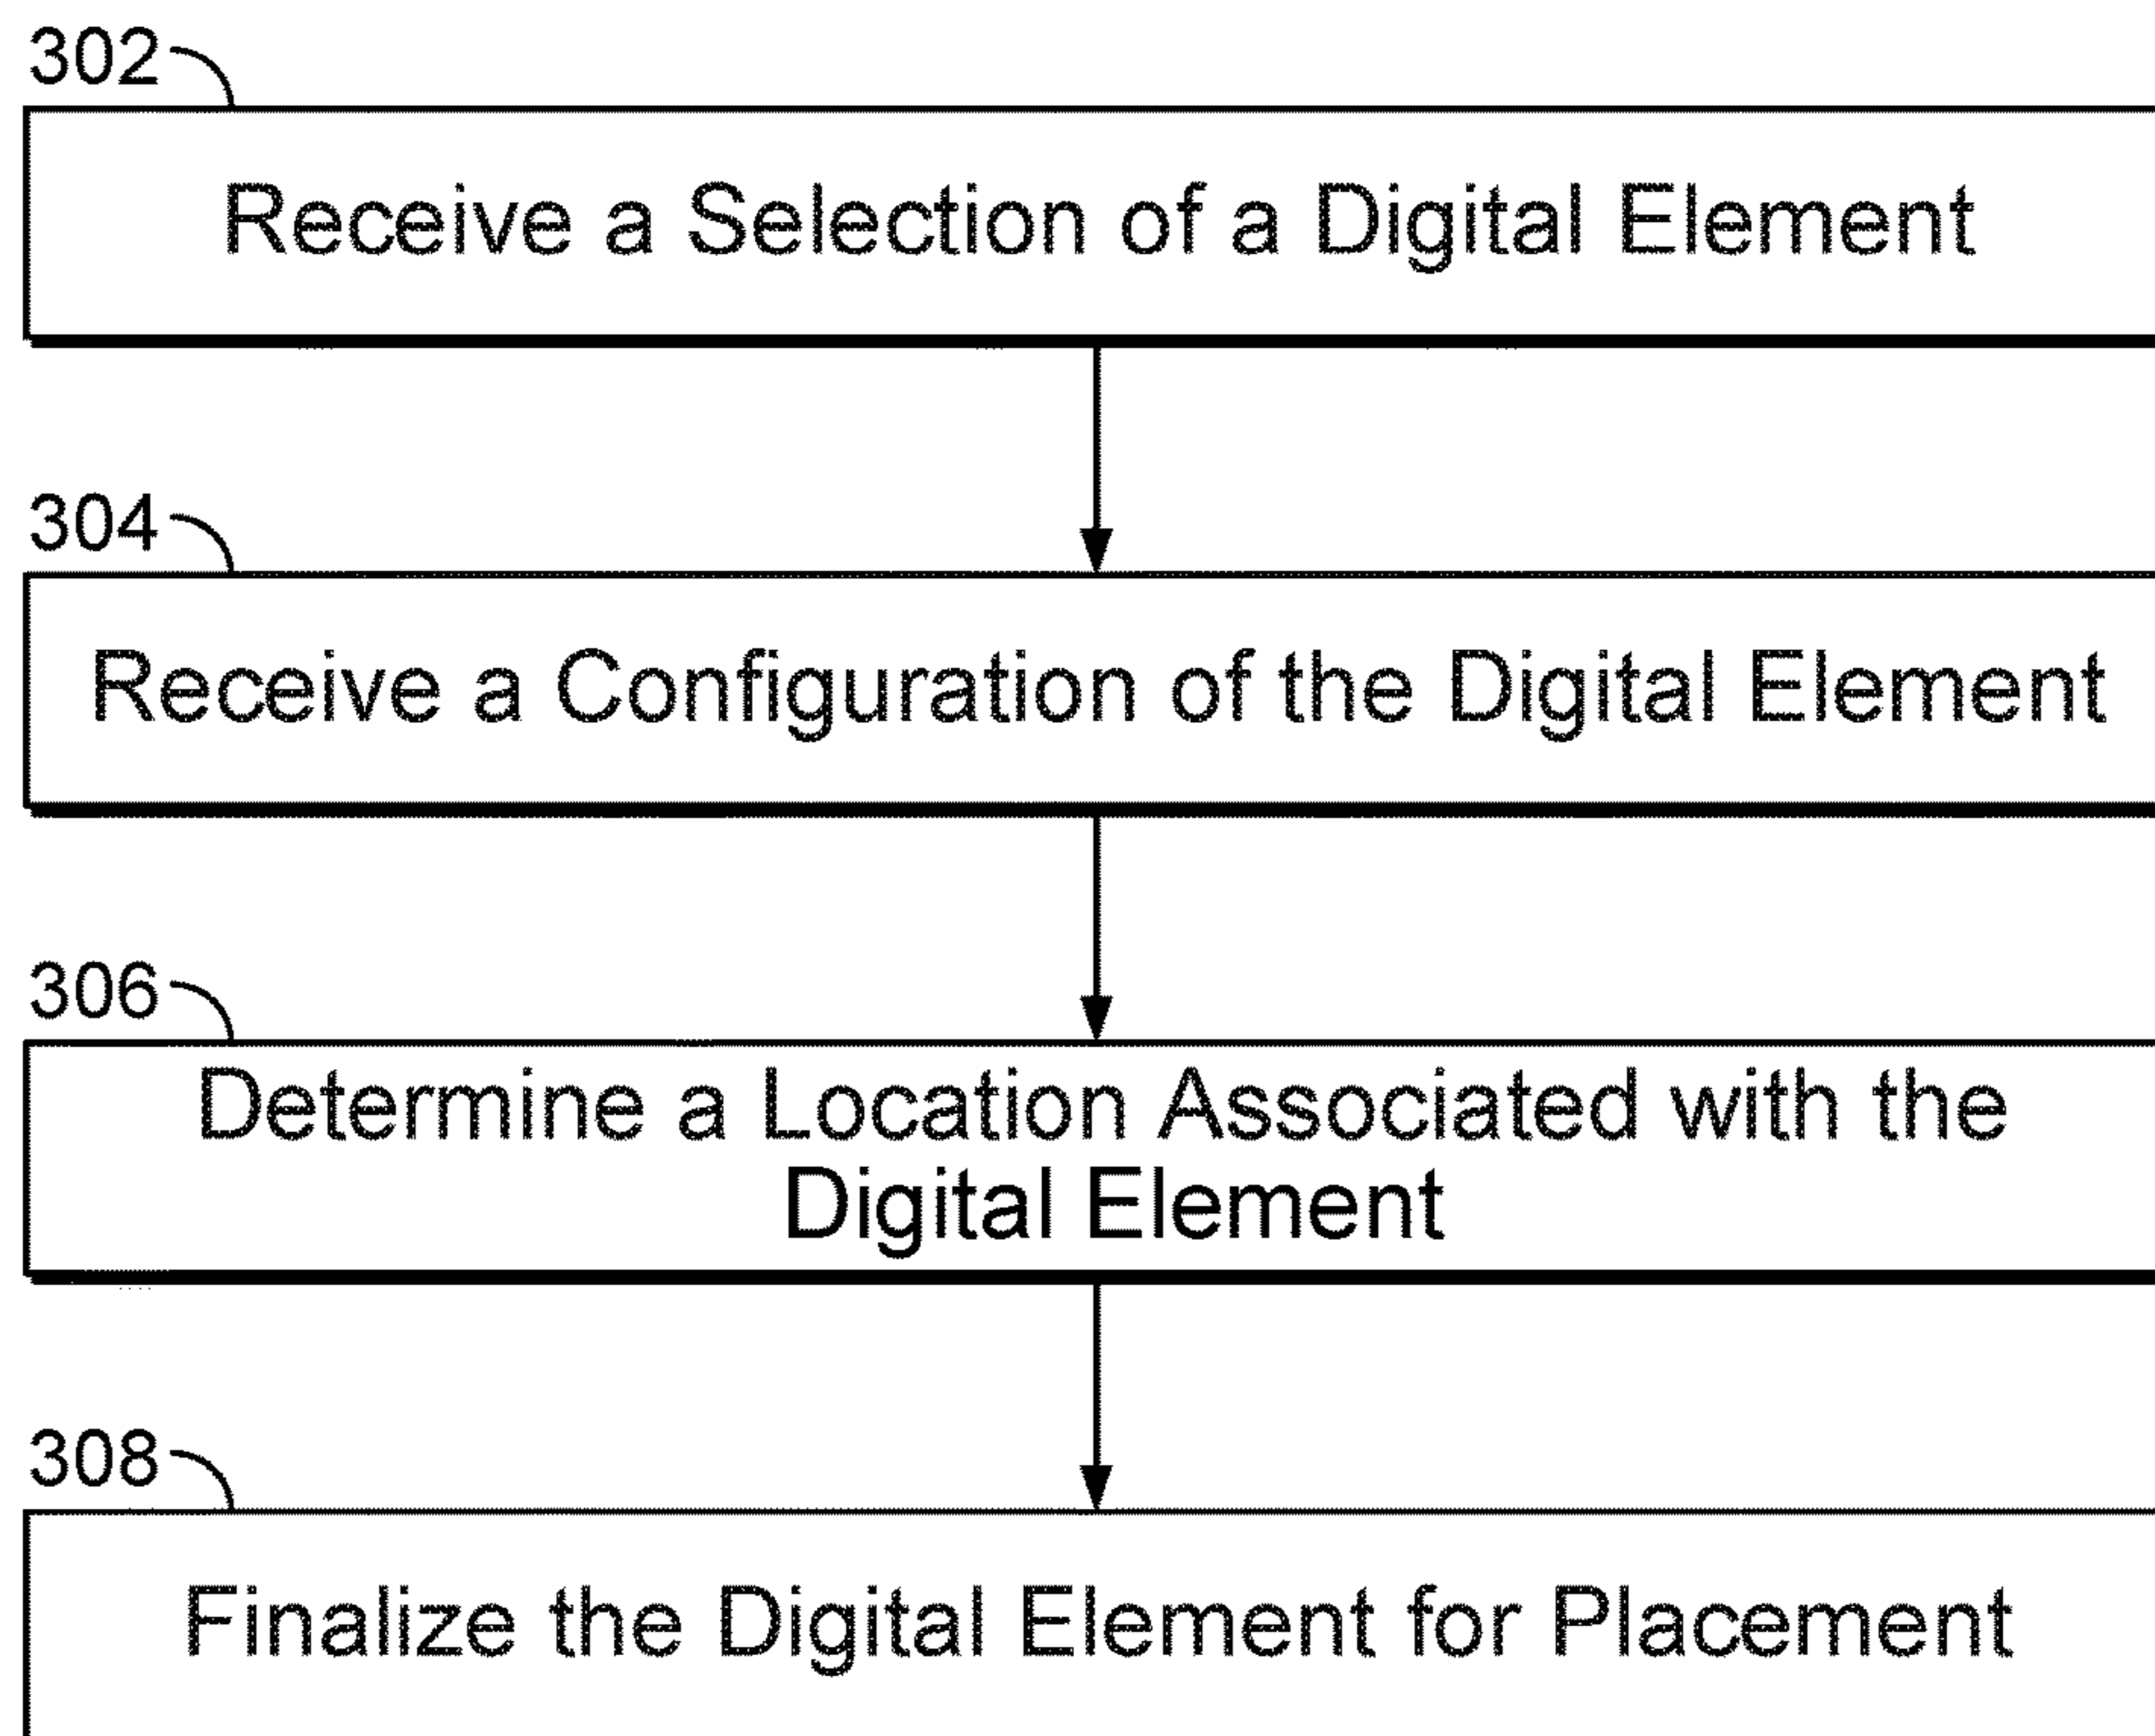 302
Receive a Selection of a Digital Element
304
Receive a Configuration of the Digital Element
306
Determine a Location Associated with the
Digital Element
308
Finalize the Digital Element for Placement